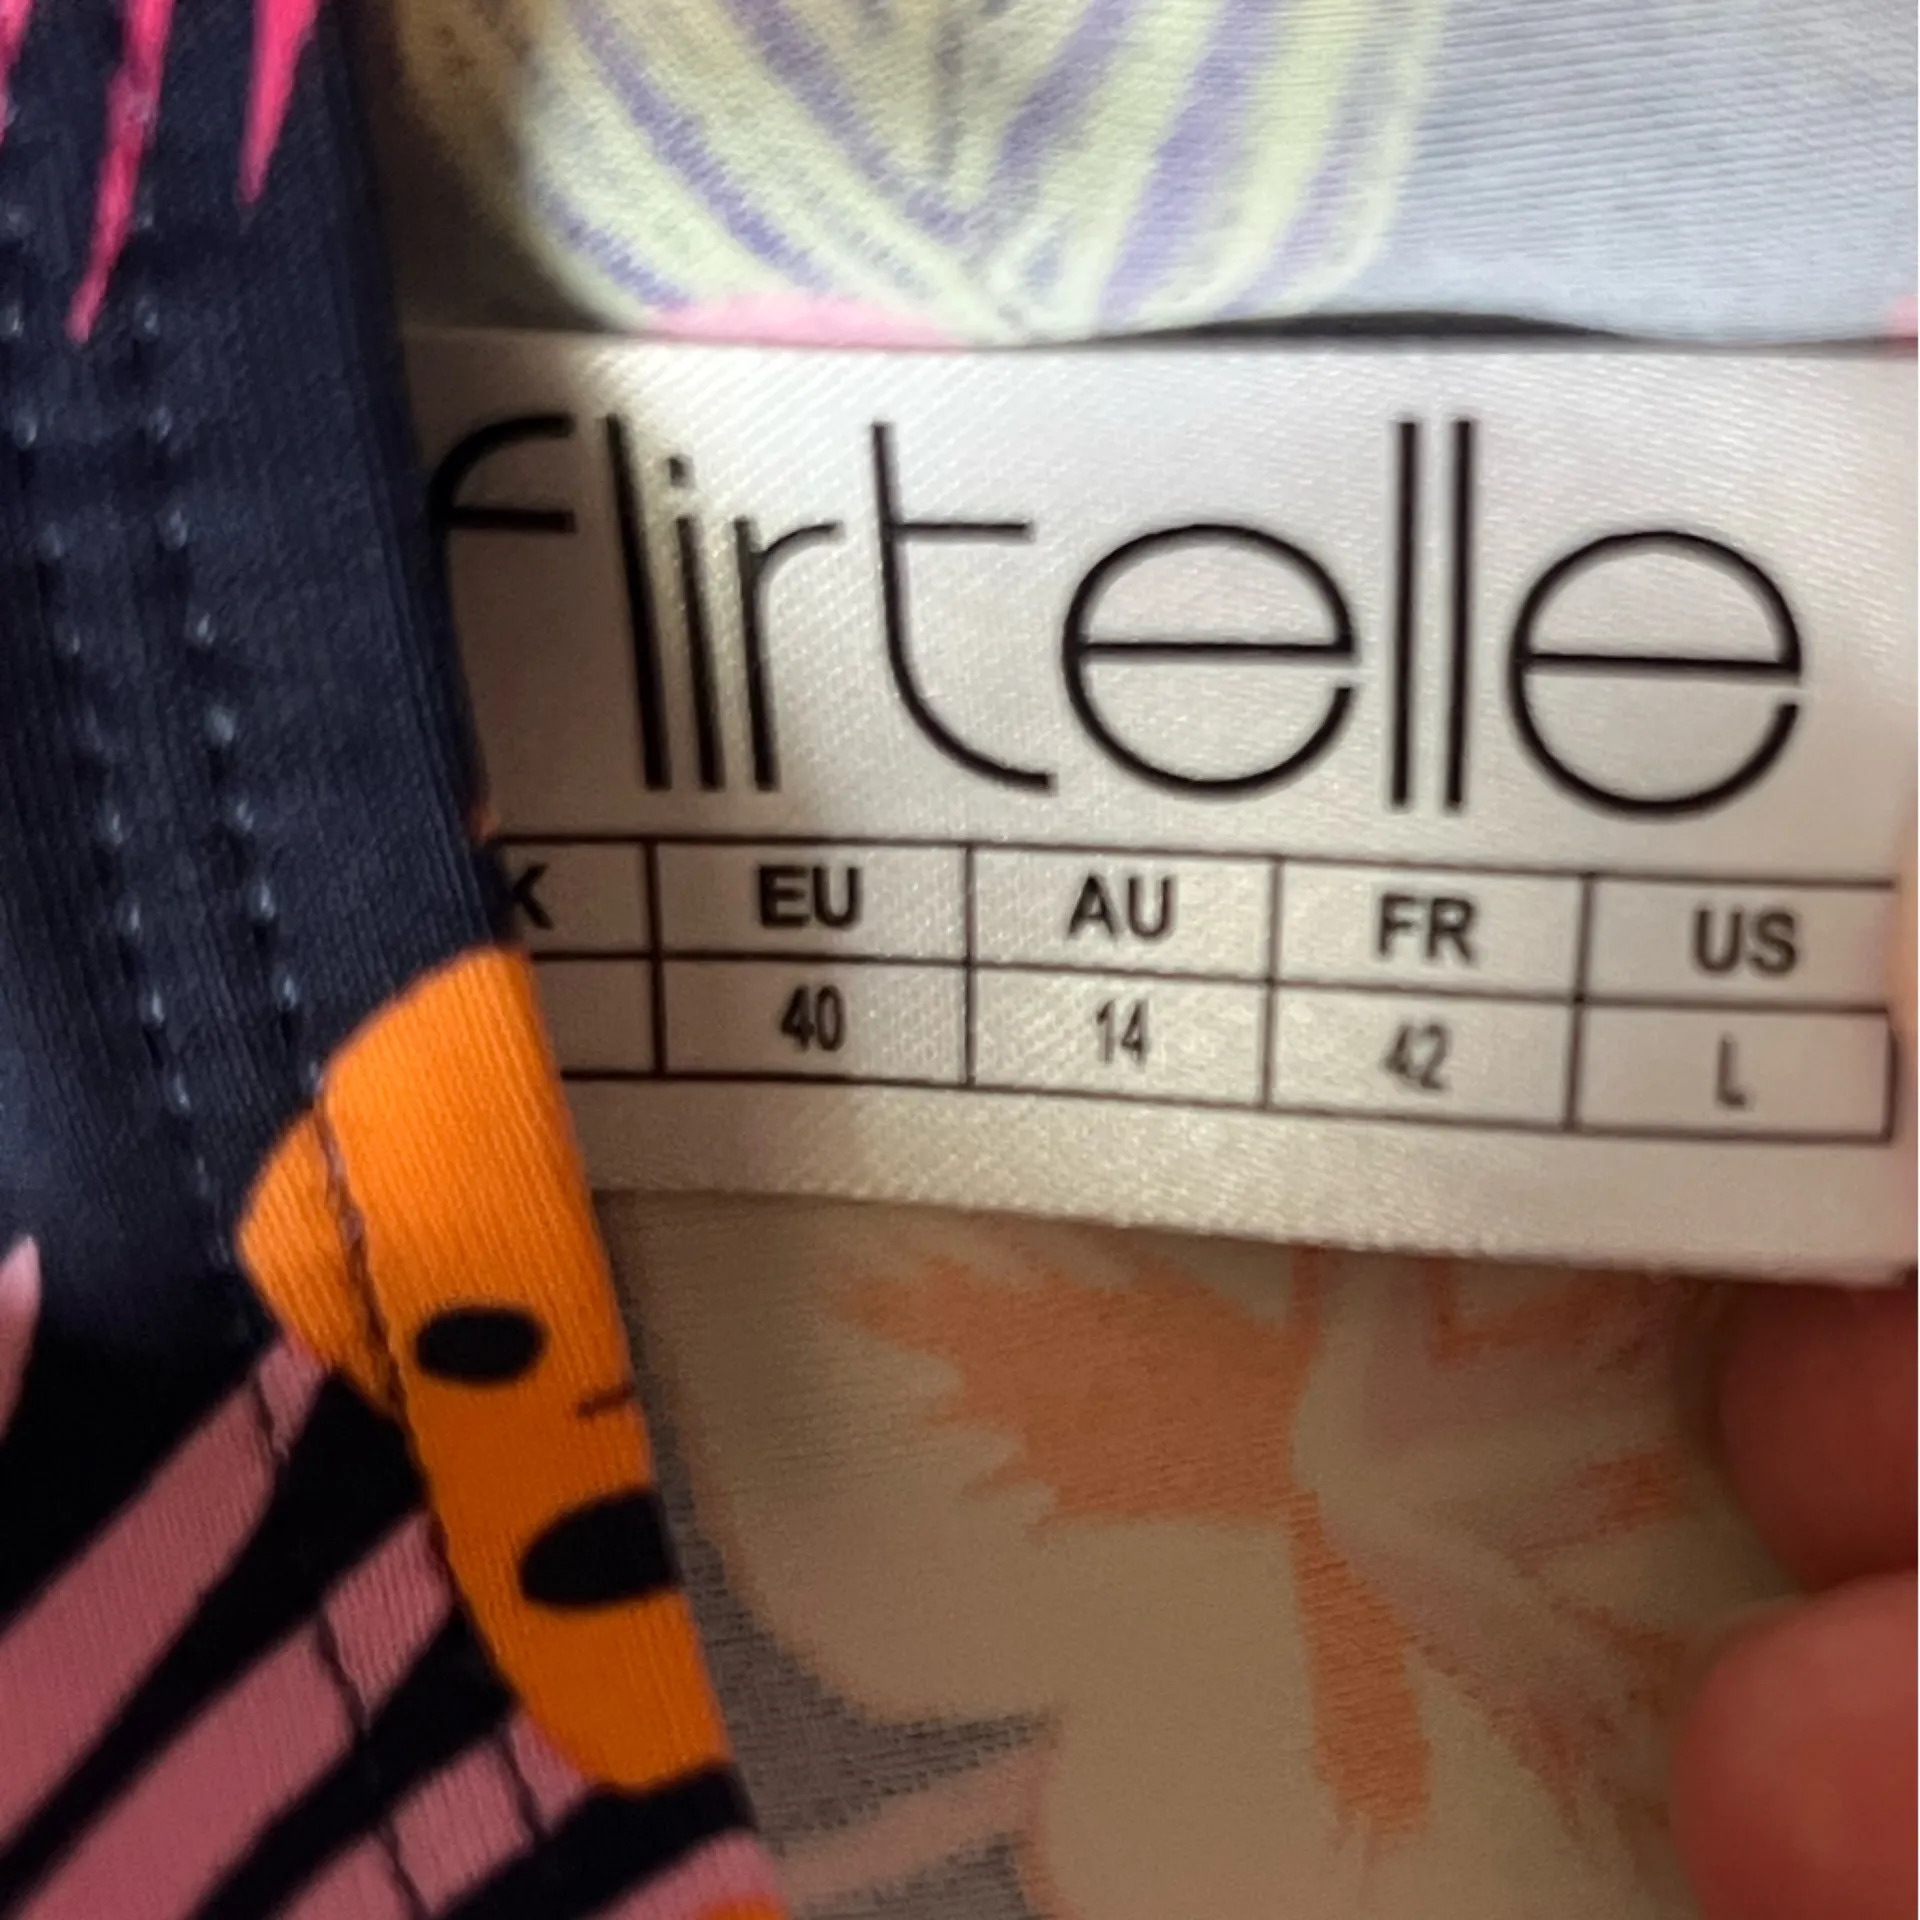 flirtelle
K EU AU FR US
40 14 42 L